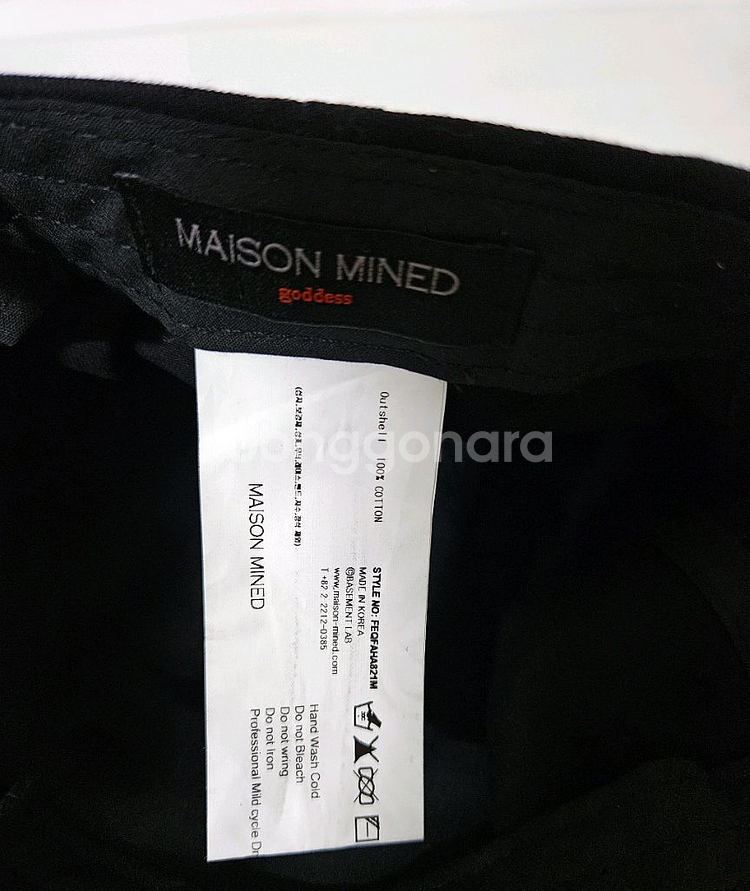 MAISON MINED
goddess
Outshell 100% COTTON
MAISON MINED
STYLE NO: FEQFAHA821M
MADE IN KOREA
©BASEMENT LAB
www.maison-mined.com
T +82 2 2212-0385
Hand Wash Cold
Do not Bleach
Do not wring
Do not Iron
Professional Mild cycle